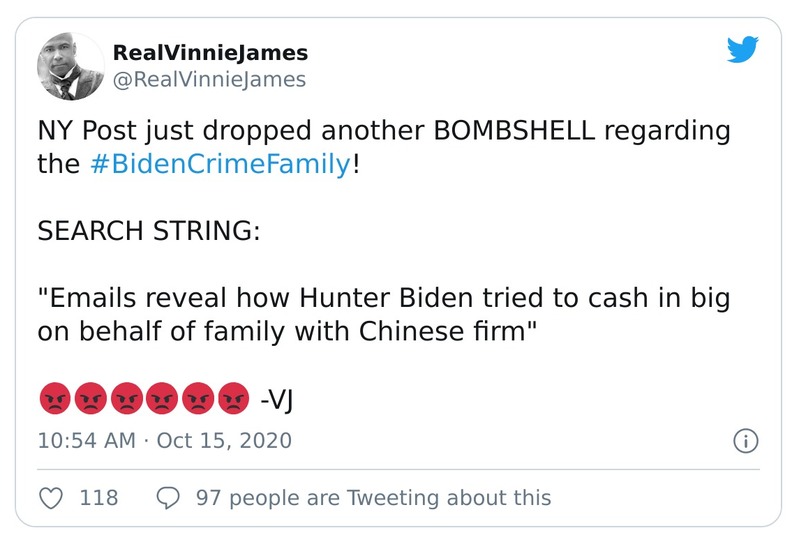 RealVinnieJames
@RealVinnieJames
NY Post just dropped another BOMBSHELL regarding
the #BidenCrimeFamily!
SEARCH STRING:
"Emails reveal how Hunter Biden tried to cash in big
on behalf of family with Chinese firm"
😡😡😡😡😡😡 -VJ
10:54 AM · Oct 15, 2020
118 97 people are Tweeting about this